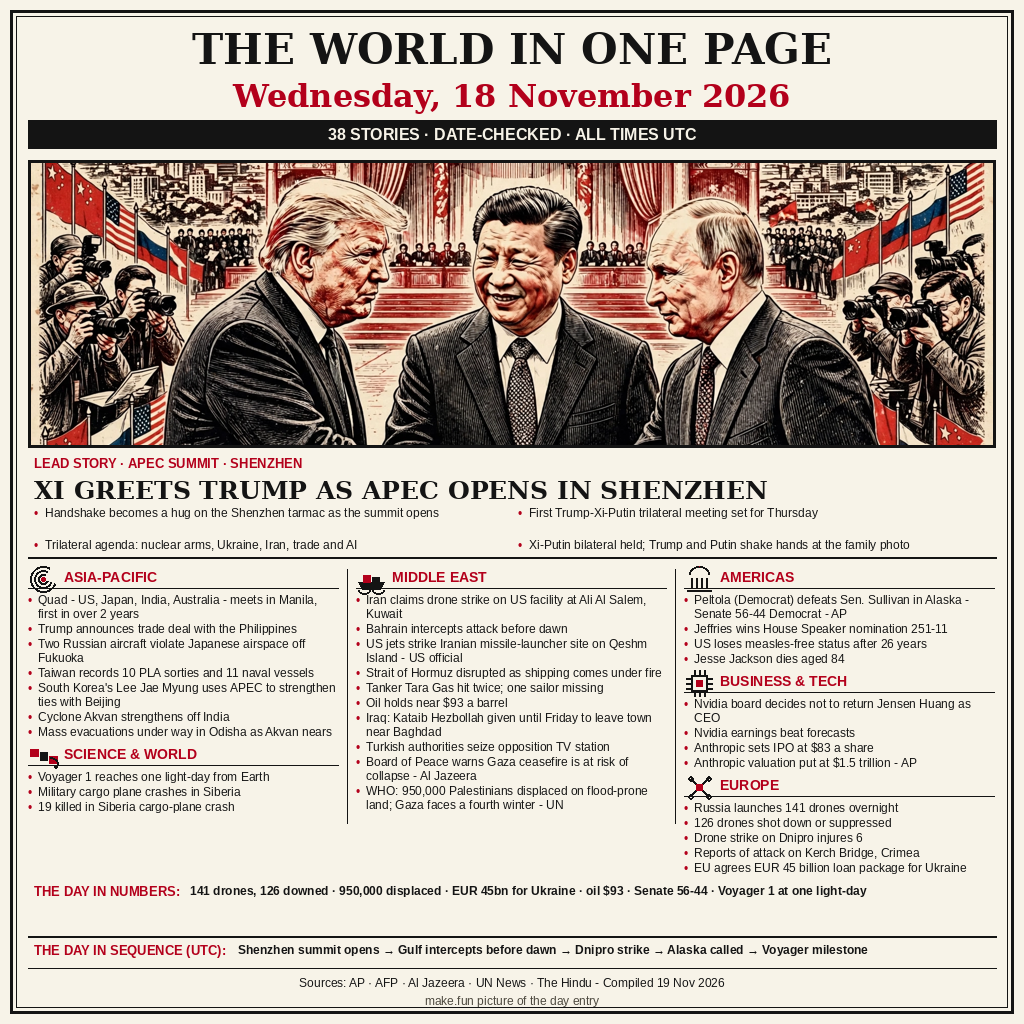 THE WORLD IN ONE PAGE
Wednesday, 18 November 2026
38 STORIES · DATE-CHECKED · ALL TIMES UTC
LEAD STORY · APEC SUMMIT · SHENZHEN
XI GREETS TRUMP AS APEC OPENS IN SHENZHEN
• Handshake becomes a hug on the Shenzhen tarmac as the summit opens
• First Trump-Xi-Putin trilateral meeting set for Thursday
• Trilateral agenda: nuclear arms, Ukraine, Iran, trade and AI
• Xi-Putin bilateral held; Trump and Putin shake hands at the family photo
ASIA-PACIFIC
• Quad - US, Japan, India, Australia - meets in Manila,
first in over 2 years
• Trump announces trade deal with the Philippines
• Two Russian aircraft violate Japanese airspace off
Fukuoka
• Taiwan records 10 PLA sorties and 11 naval vessels
• South Korea's Lee Jae Myung uses APEC to strengthen
ties with Beijing
• Cyclone Akvan strengthens off India
• Mass evacuations under way in Odisha as Akvan nears
SCIENCE & WORLD
• Voyager 1 reaches one light-day from Earth
• Military cargo plane crashes in Siberia
• 19 killed in Siberia cargo-plane crash
MIDDLE EAST
• Iran claims drone strike on US facility at Ali Al Salem,
Kuwait
• Bahrain intercepts attack before dawn
• US jets strike Iranian missile-launcher site on Qeshm
Island - US official
• Strait of Hormuz disrupted as shipping comes under fire
• Tanker Tara Gas hit twice; one sailor missing
• Oil holds near $93 a barrel
• Iraq: Kataib Hezbollah given until Friday to leave town
near Baghdad
• Turkish authorities seize opposition TV station
• Board of Peace warns Gaza ceasefire is at risk of
collapse - Al Jazeera
• WHO: 950,000 Palestinians displaced on flood-prone
land; Gaza faces a fourth winter - UN
AMERICAS
• Peltola (Democrat) defeats Sen. Sullivan in Alaska -
Senate 56-44 Democrat - AP
• Jeffries wins House Speaker nomination 251-11
• US loses measles-free status after 26 years
• Jesse Jackson dies aged 84
BUSINESS & TECH
• Nvidia board decides not to return Jensen Huang as
CEO
• Nvidia earnings beat forecasts
• Anthropic sets IPO at $83 a share
• Anthropic valuation put at $1.5 trillion - AP
EUROPE
• Russia launches 141 drones overnight
• 126 drones shot down or suppressed
• Drone strike on Dnipro injures 6
• Reports of attack on Kerch Bridge, Crimea
• EU agrees EUR 45 billion loan package for Ukraine
THE DAY IN NUMBERS: 141 drones, 126 downed · 950,000 displaced · EUR 45bn for Ukraine · oil $93 · Senate 56-44 · Voyager 1 at one light-day
THE DAY IN SEQUENCE (UTC): Shenzhen summit opens → Gulf intercepts before dawn → Dnipro strike → Alaska called → Voyager milestone
Sources: AP · AFP · Al Jazeera · UN News · The Hindu - Compiled 19 Nov 2026
make.fun picture of the day entry